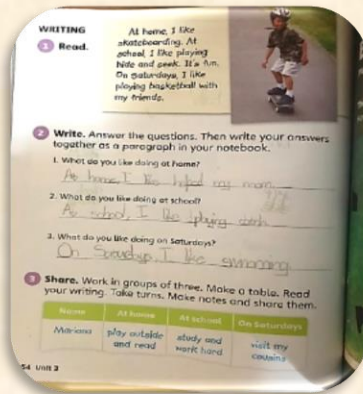 WRITING
1 Read.
At home, I like
skateboarding. At
school, I like playing
hide and seek. It's fun.
On Saturdays, I like
playing basketball with
my friends.
2 Write. Answer the questions. Then write your answers
together as a paragraph in your notebook.
1. What do you like doing at home?
At home, I like helped my mom
2. What do you like doing at school?
At school, I like playing
3. What do you like doing on Saturdays?
On I like swimming
3 Share. Work in groups of three. Make a table. Read
your writing. Take turns. Make notes and share them.
Name At home At school On Saturdays
Mariana play outside and read study and work hard visit my cousins
54 Unit 3